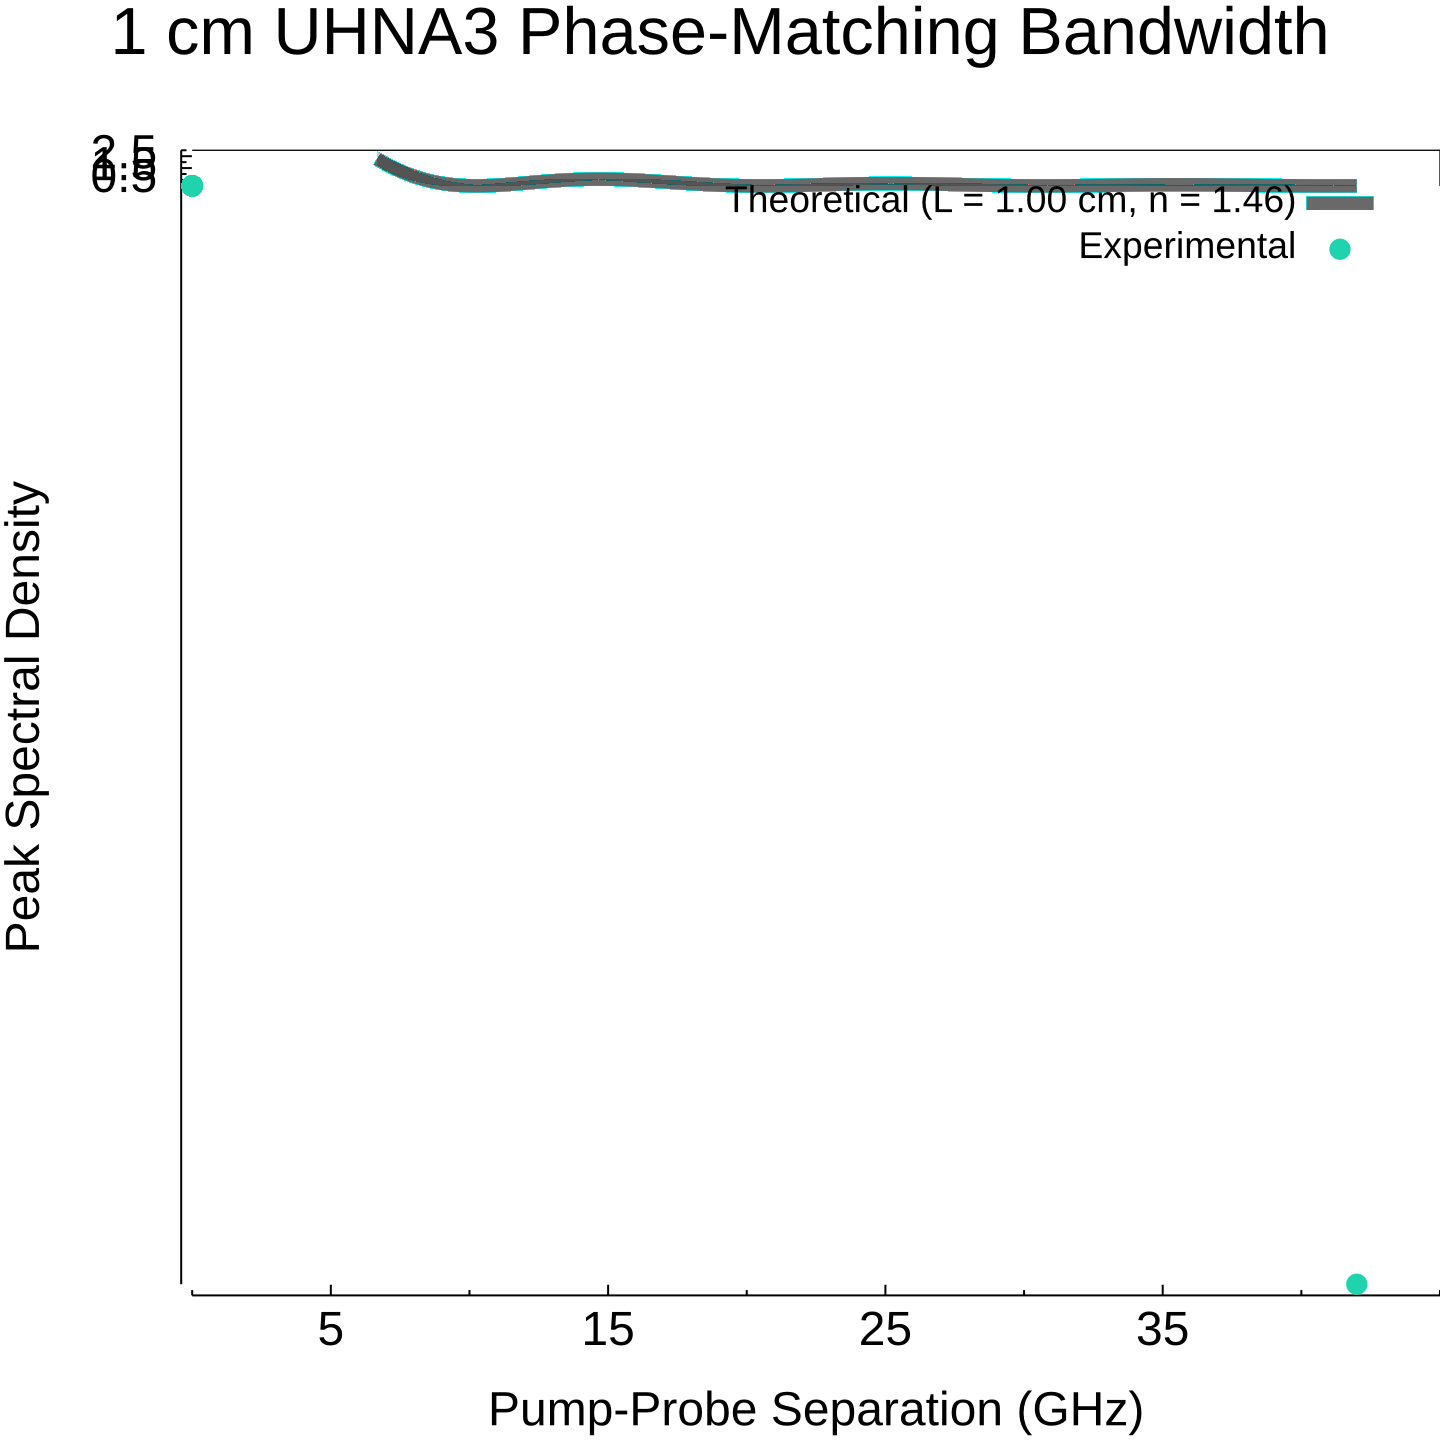 1 cm UHNA3 Phase-Matching Bandwidth
2.5
0.5
Theoretical (L = 1.00 cm, n = 1.46)
Experimental
Peak Spectral Density
5 15 25 35
Pump-Probe Separation (GHz)